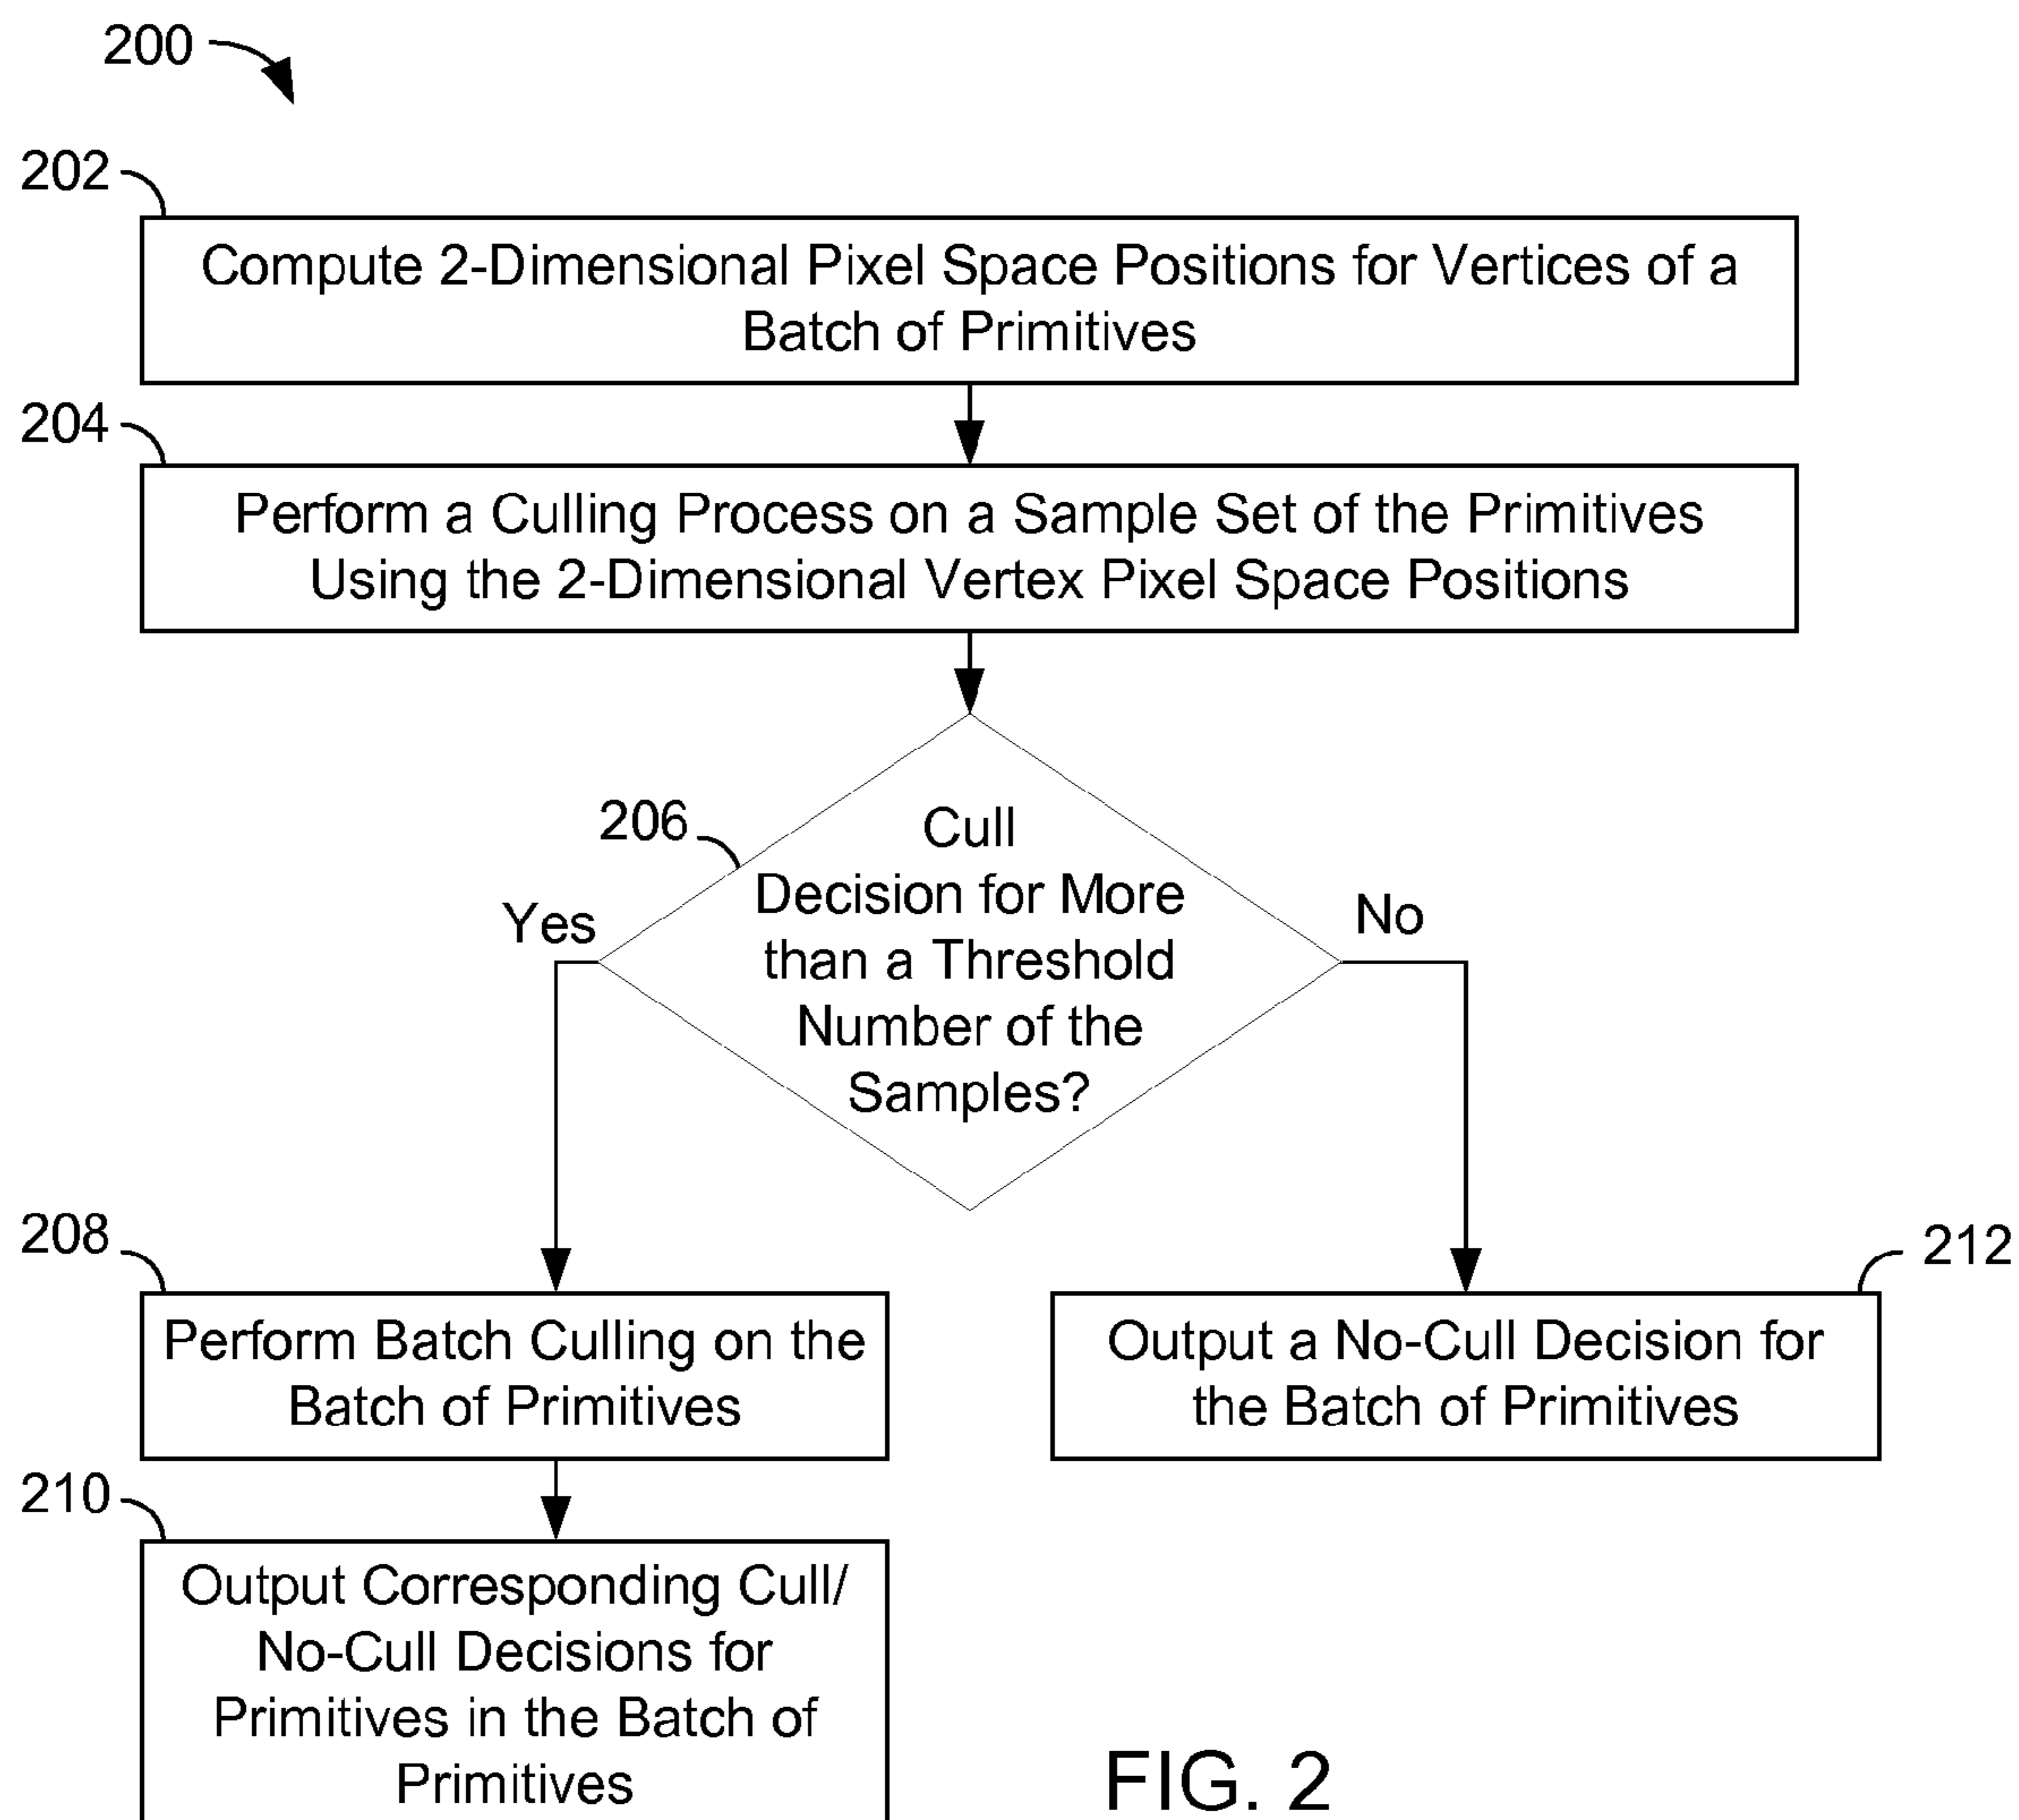 200
202
Compute 2-Dimensional Pixel Space Positions for Vertices of a
Batch of Primitives
204
Perform a Culling Process on a Sample Set of the Primitives
Using the 2-Dimensional Vertex Pixel Space Positions
206
Cull
Decision for More
than a Threshold
Number of the
Samples?
Yes
No
208
Perform Batch Culling on the
Batch of Primitives
212
Output a No-Cull Decision for
the Batch of Primitives
210
Output Corresponding Cull/
No-Cull Decisions for
Primitives in the Batch of
Primitives
FIG. 2